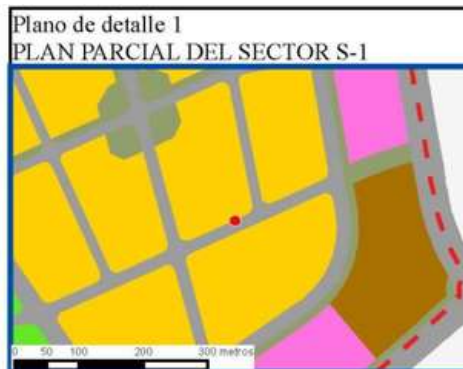 Plano de detalle 1
PLAN PARCIAL DEL SECTOR S-1
0 50 100 200 300 metros